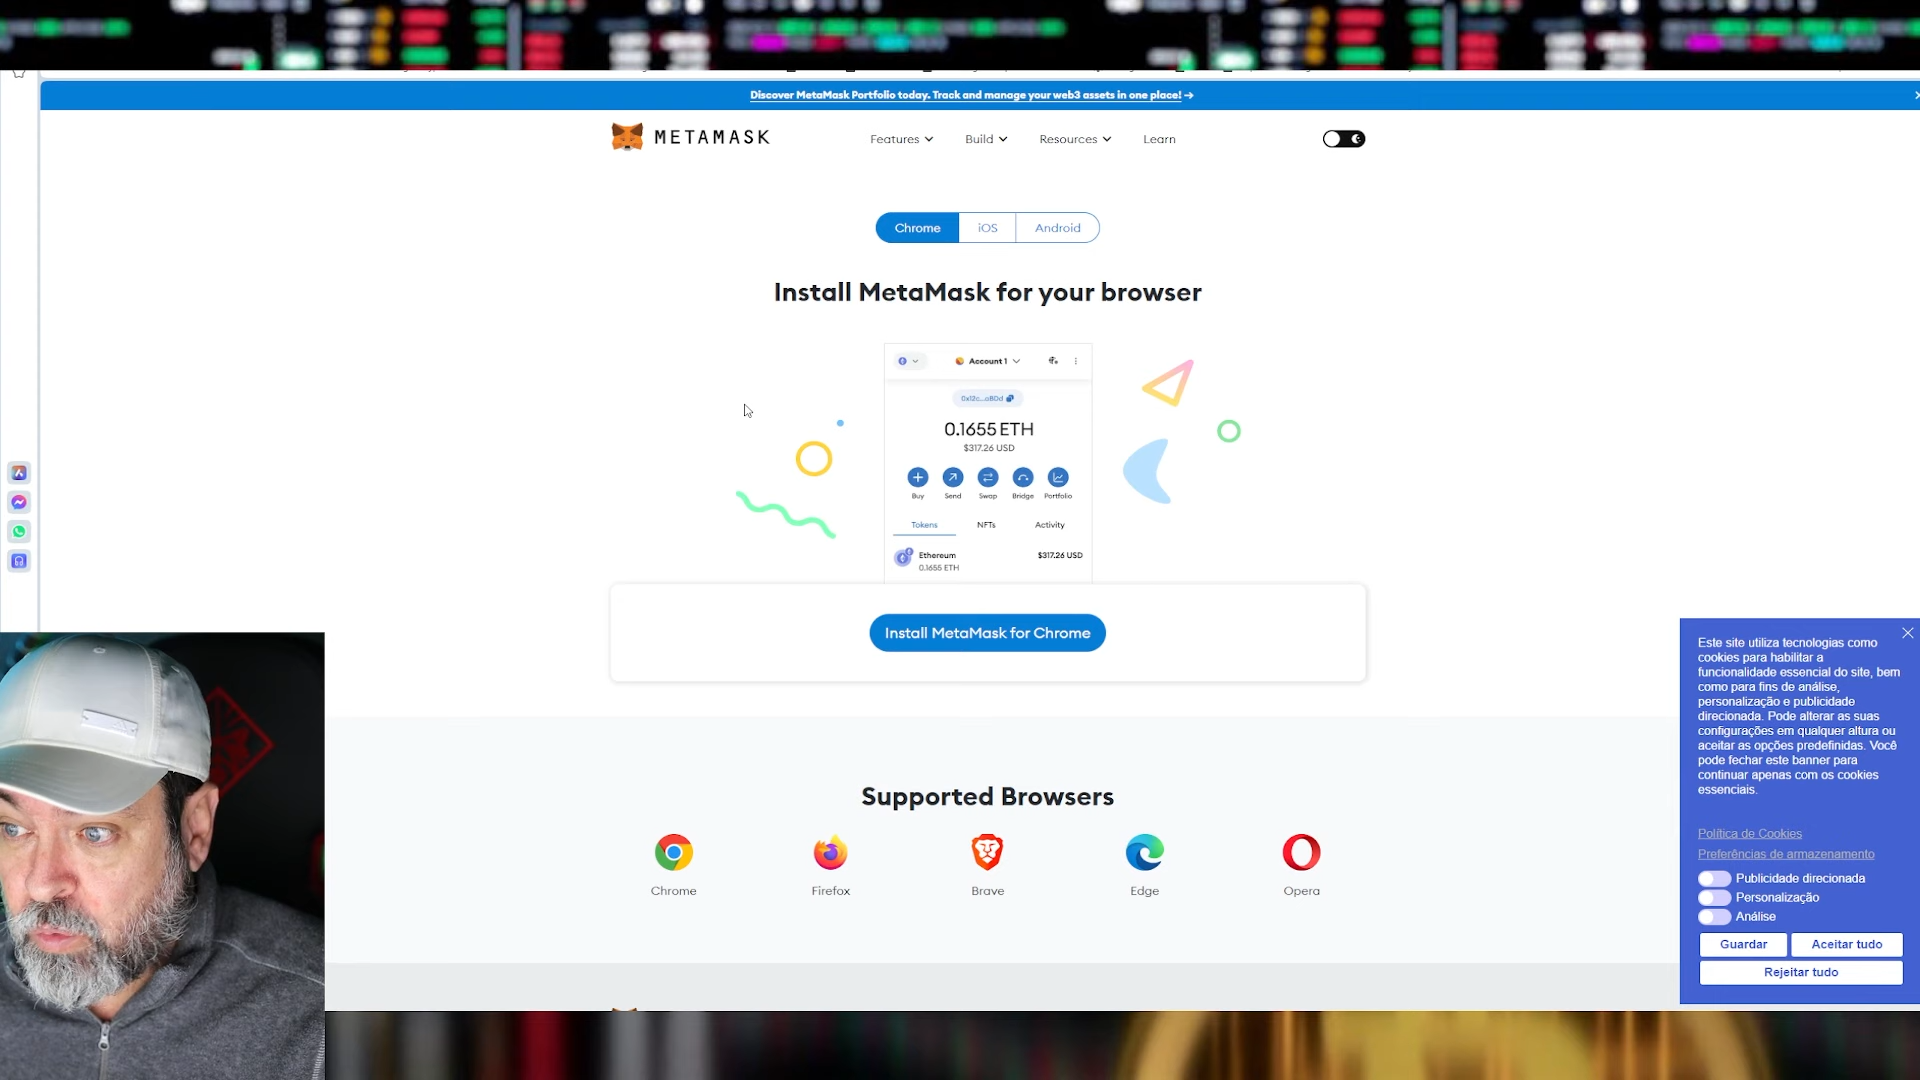 Discover MetaMask Portfolio today. Track and manage your web3 assets in one place! →
METAMASK
Features
Build
Resources
Learn
Chrome
iOS
Android
Install MetaMask for your browser
Account 1
0x12c...aB0d
0.1655 ETH
$317.26 USD
Buy
Send
Swap
Bridge
Portfolio
Tokens
NFTs
Activity
Ethereum
$317.26 USD
0.1655 ETH
Install MetaMask for Chrome
Supported Browsers
Chrome
Firefox
Brave
Edge
Opera
Este site utiliza tecnologias como
cookies para habilitar a
funcionalidade essencial do site, bem
como para fins de análise,
personalização e publicidade
direcionada. Pode alterar as suas
configurações em qualquer altura ou
aceitar as opções predefinidas. Você
pode fechar este banner para
continuar apenas com os cookies
essenciais.
Política de Cookies
Preferências de armazenamento
Publicidade direcionada
Personalização
Análise
Guardar
Aceitar tudo
Rejeitar tudo